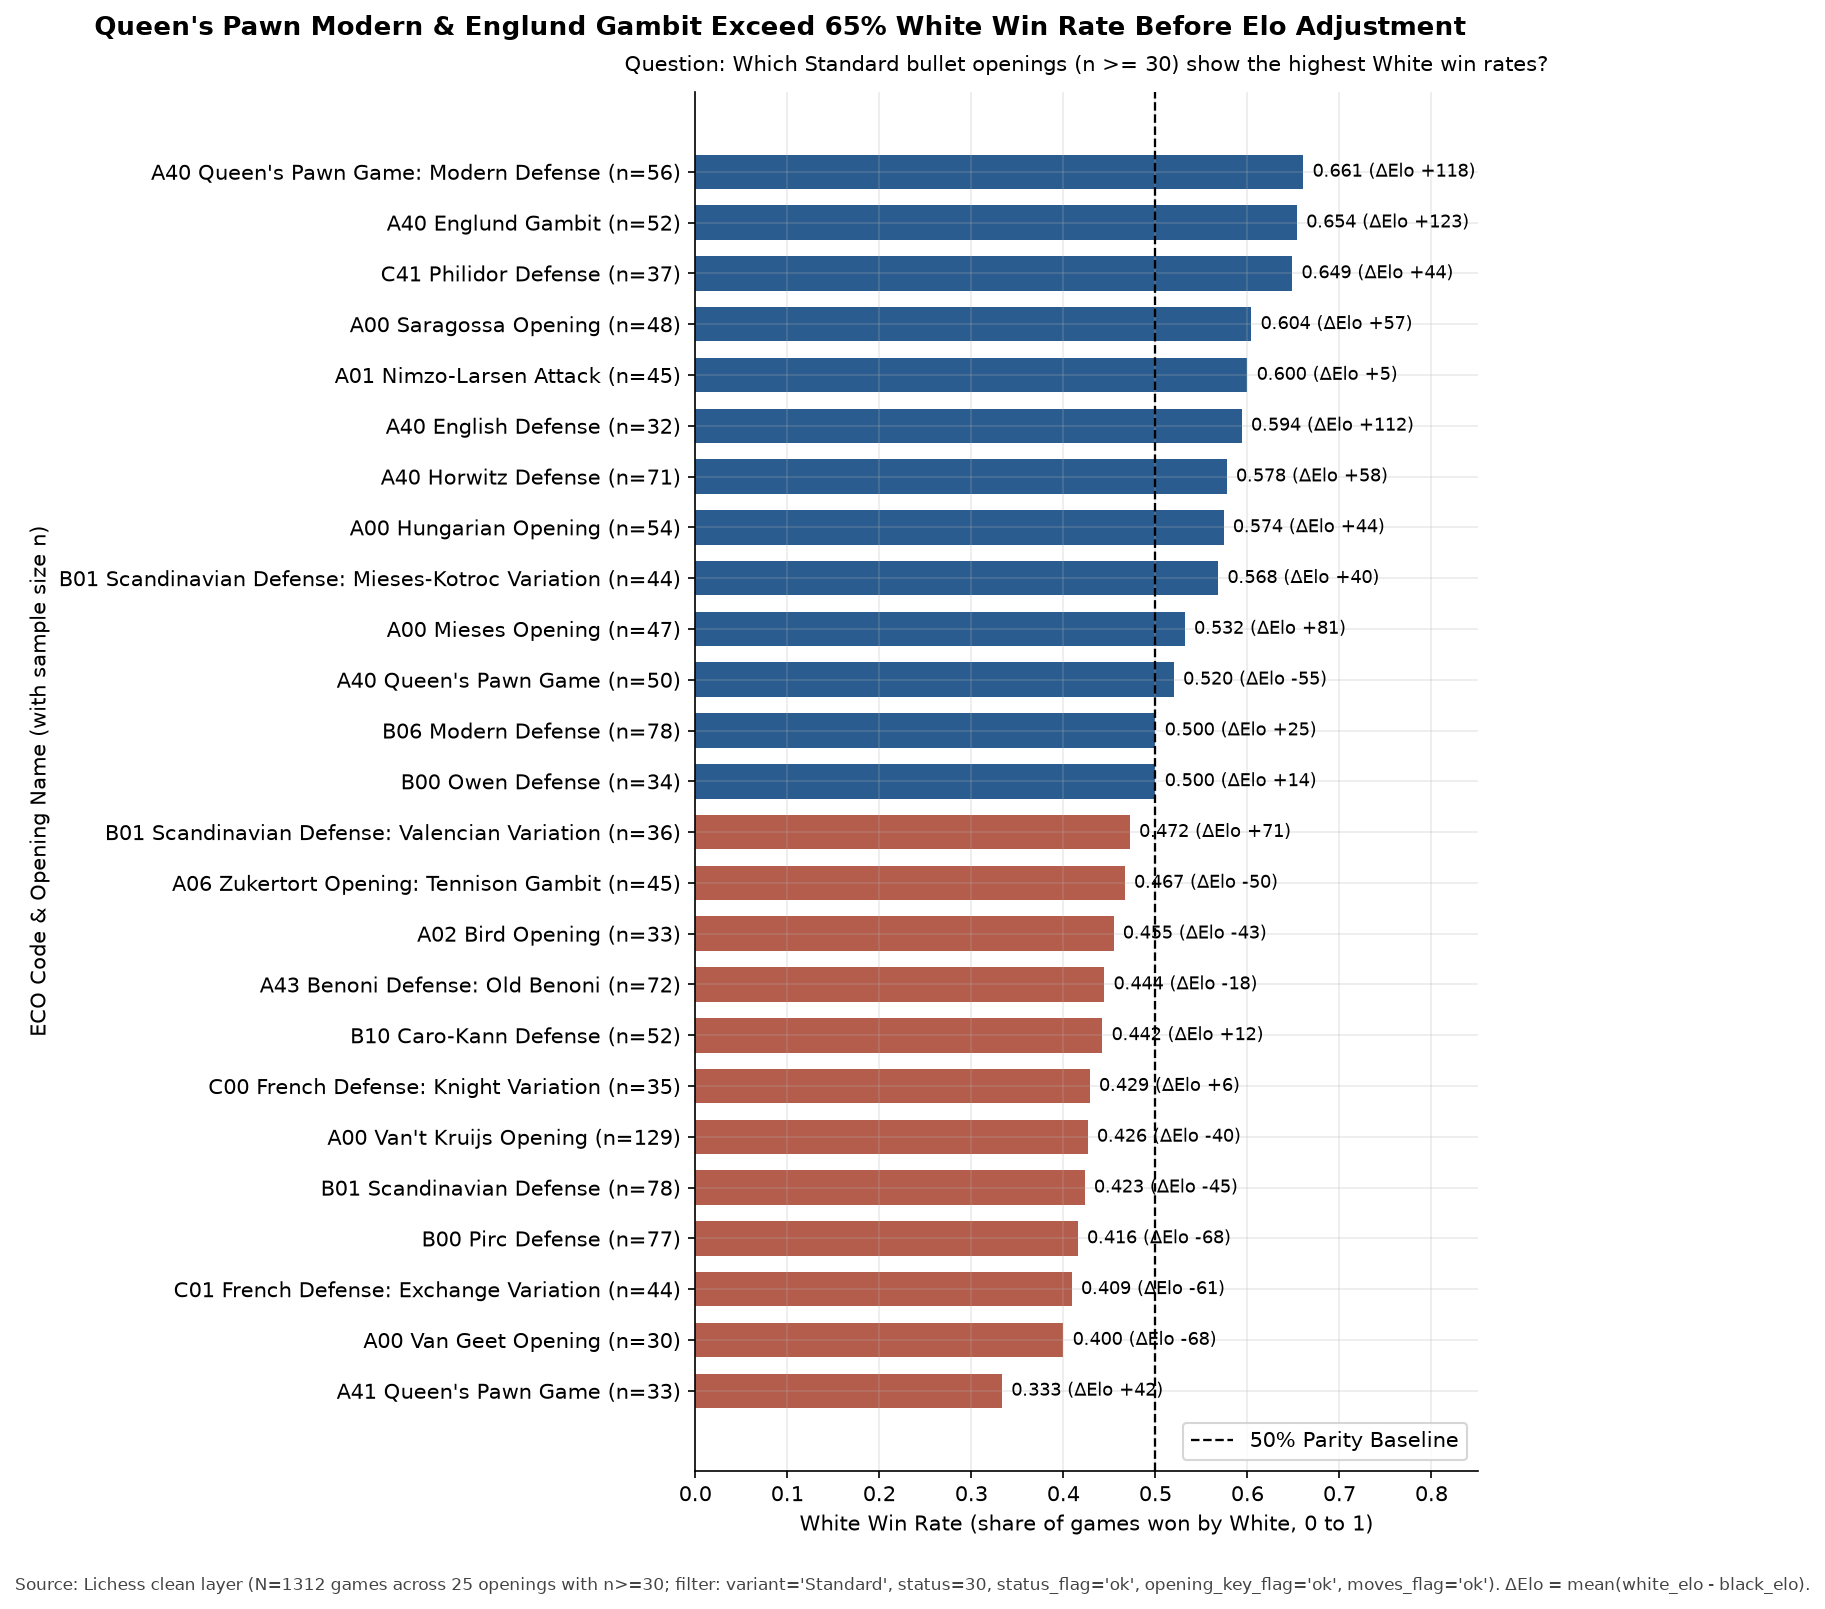 Queen's Pawn Modern & Englund Gambit Exceed 65% White Win Rate Before Elo Adjustment
Question: Which Standard bullet openings (n >= 30) show the highest White win rates?
ECO Code & Opening Name (with sample size n)
A40 Queen's Pawn Game: Modern Defense (n=56) 0.661 (ΔElo +118)
A40 Englund Gambit (n=52) 0.654 (ΔElo +123)
C41 Philidor Defense (n=37) 0.649 (ΔElo +44)
A00 Saragossa Opening (n=48) 0.604 (ΔElo +57)
A01 Nimzo-Larsen Attack (n=45) 0.600 (ΔElo +5)
A40 English Defense (n=32) 0.594 (ΔElo +112)
A40 Horwitz Defense (n=71) 0.578 (ΔElo +58)
A00 Hungarian Opening (n=54) 0.574 (ΔElo +44)
B01 Scandinavian Defense: Mieses-Kotroc Variation (n=44) 0.568 (ΔElo +40)
A00 Mieses Opening (n=47) 0.532 (ΔElo +81)
A40 Queen's Pawn Game (n=50) 0.520 (ΔElo -55)
B06 Modern Defense (n=78) 0.500 (ΔElo +25)
B00 Owen Defense (n=34) 0.500 (ΔElo +14)
B01 Scandinavian Defense: Valencian Variation (n=36) 0.472 (ΔElo +71)
A06 Zukertort Opening: Tennison Gambit (n=45) 0.467 (ΔElo -50)
A02 Bird Opening (n=33) 0.455 (ΔElo -43)
A43 Benoni Defense: Old Benoni (n=72) 0.444 (ΔElo -18)
B10 Caro-Kann Defense (n=52) 0.442 (ΔElo +12)
C00 French Defense: Knight Variation (n=35) 0.429 (ΔElo +6)
A00 Van't Kruijs Opening (n=129) 0.426 (ΔElo -40)
B01 Scandinavian Defense (n=78) 0.423 (ΔElo -45)
B00 Pirc Defense (n=77) 0.416 (ΔElo -68)
C01 French Defense: Exchange Variation (n=44) 0.409 (ΔElo -61)
A00 Van Geet Opening (n=30) 0.400 (ΔElo -68)
A41 Queen's Pawn Game (n=33) 0.333 (ΔElo +42)
50% Parity Baseline
0.0 0.1 0.2 0.3 0.4 0.5 0.6 0.7 0.8
White Win Rate (share of games won by White, 0 to 1)
Source: Lichess clean layer (N=1312 games across 25 openings with n>=30; filter: variant='Standard', status=30, status_flag='ok', opening_key_flag='ok', moves_flag='ok'). ΔElo = mean(white_elo - black_elo).